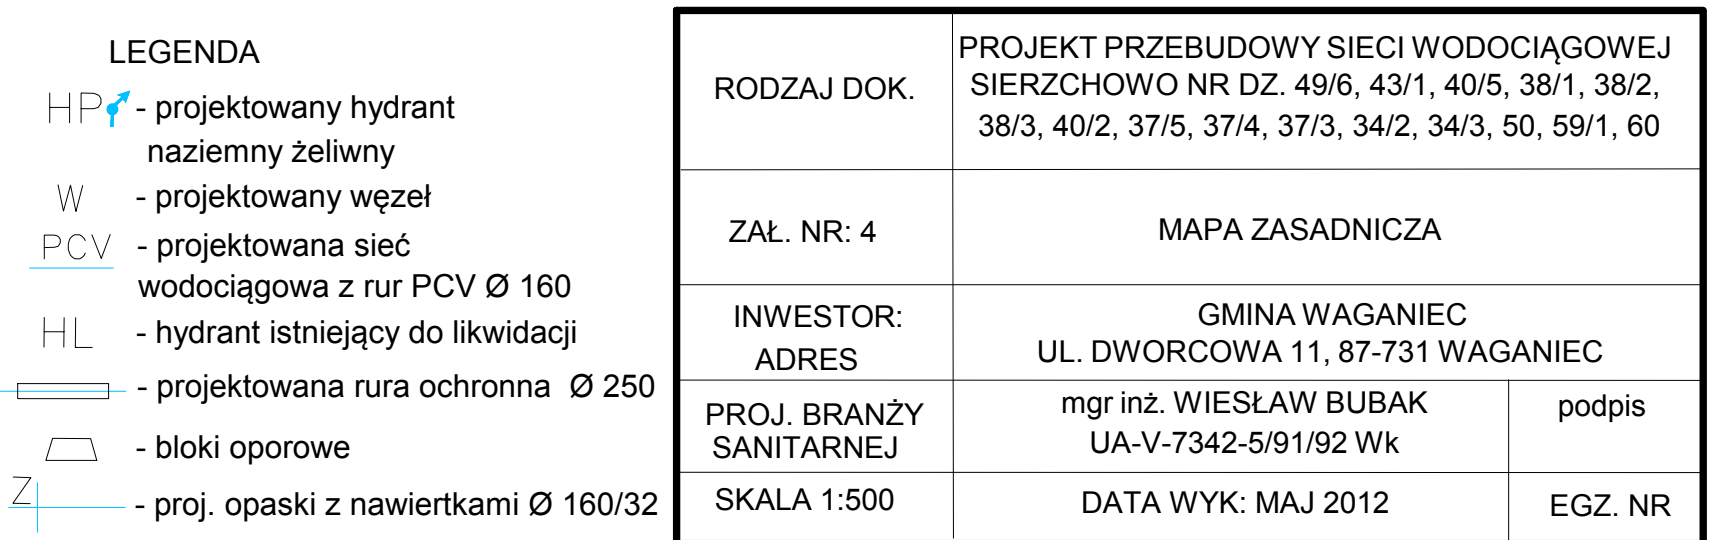 LEGENDA
HP - projektowany hydrant
naziemny żeliwny
W - projektowany węzeł
PCV - projektowana sieć
wodociągowa z rur PCV Ø 160
HL - hydrant istniejący do likwidacji
- projektowana rura ochronna Ø 250
- bloki oporowe
Z - proj. opaski z nawiertkami Ø 160/32
RODZAJ DOK.
PROJEKT PRZEBUDOWY SIECI WODOCIĄGOWEJ
SIERZCHOWO NR DZ. 49/6, 43/1, 40/5, 38/1, 38/2,
38/3, 40/2, 37/5, 37/4, 37/3, 34/2, 34/3, 50, 59/1, 60
ZAŁ. NR: 4
MAPA ZASADNICZA
INWESTOR:
ADRES
GMINA WAGANIEC
UL. DWORCOWA 11, 87-731 WAGANIEC
PROJ. BRANŻY
SANITARNEJ
mgr inż. WIESŁAW BUBAK
UA-V-7342-5/91/92 Wk
podpis
SKALA 1:500
DATA WYK: MAJ 2012
EGZ. NR